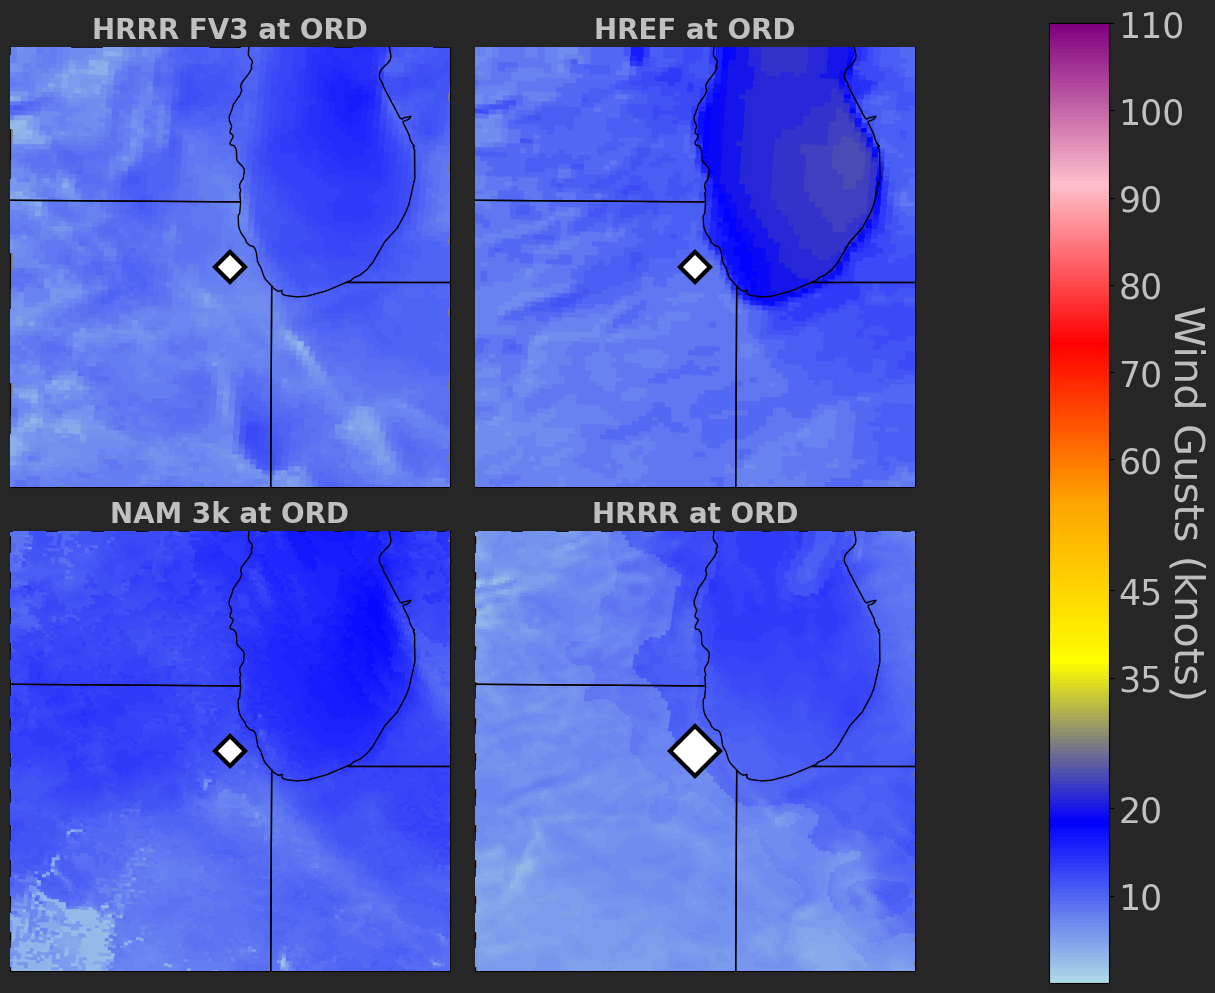 HRRR FV3 at ORD
HREF at ORD
NAM 3k at ORD
HRRR at ORD
110
100
90
80
70
60
45
35
20
10
Wind Gusts (knots)